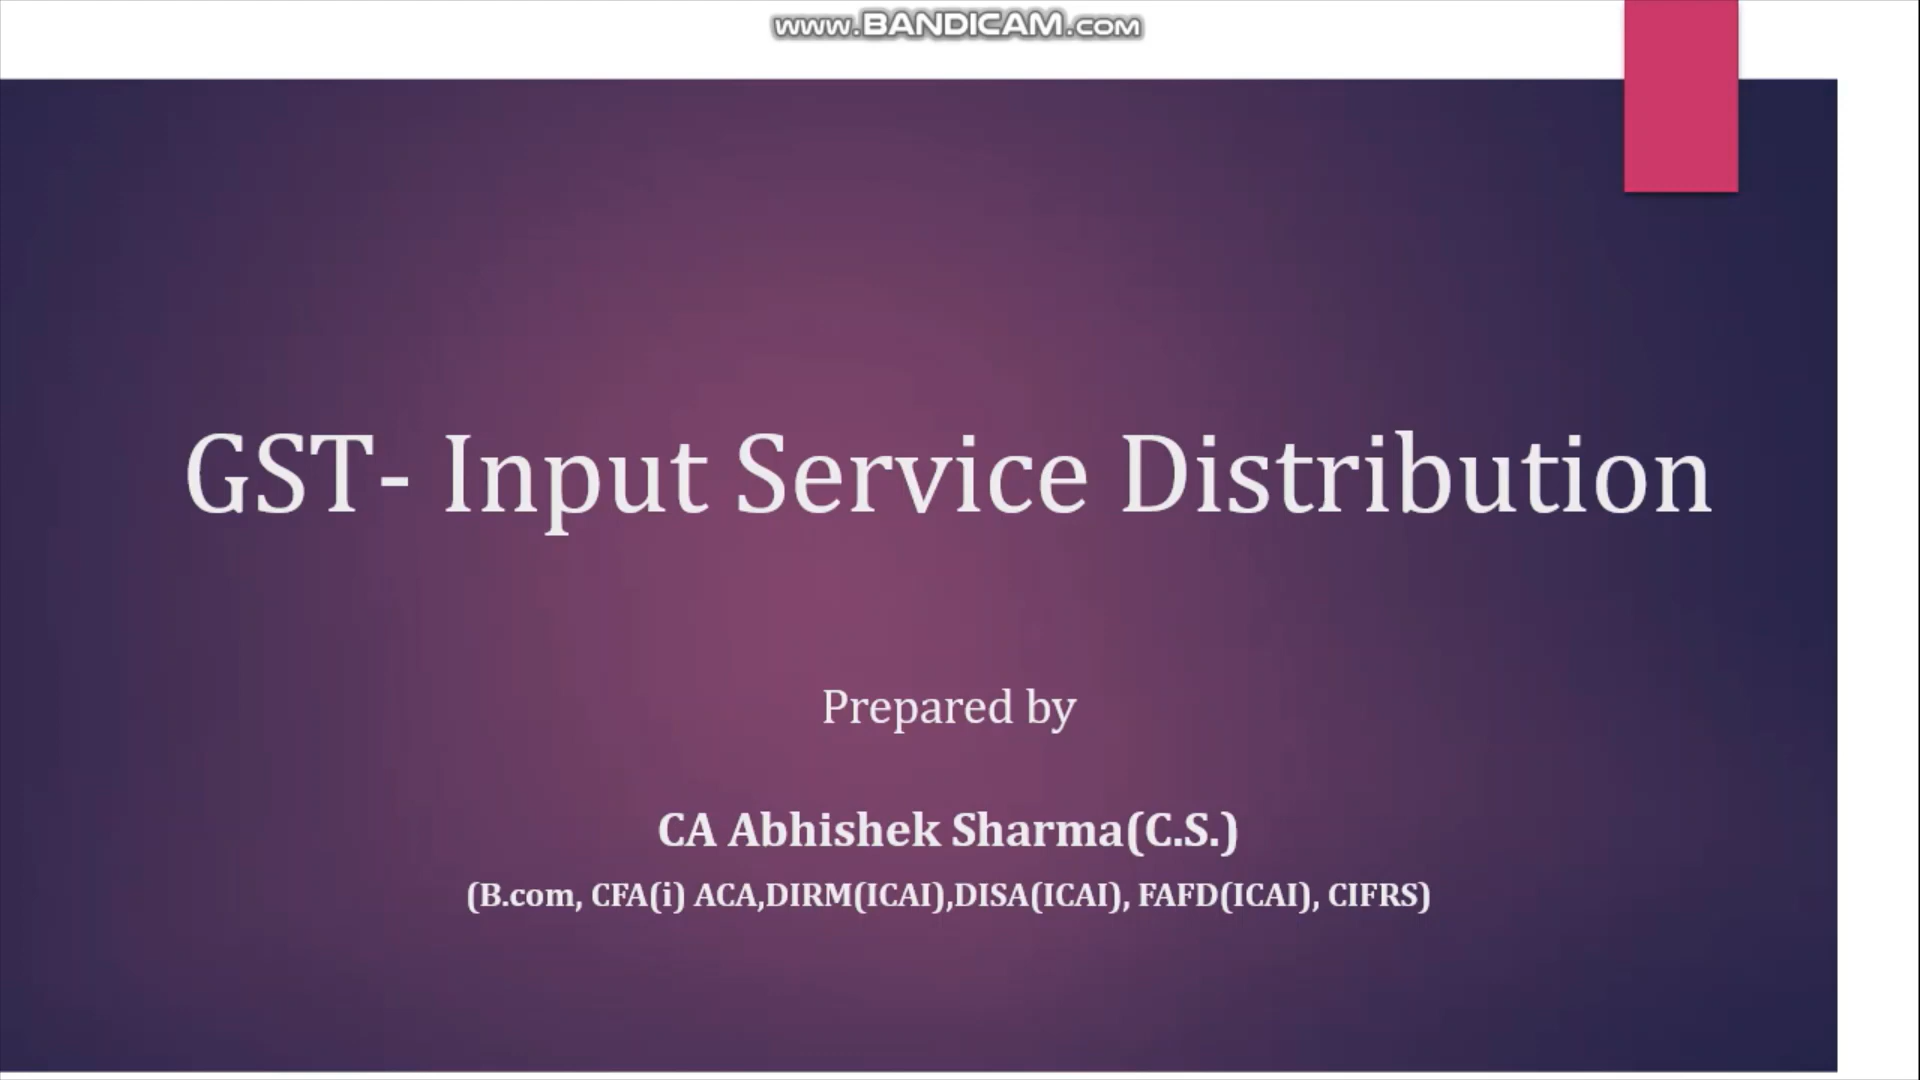 www.BANDICAM.com
GST- Input Service Distribution
Prepared by
CA Abhishek Sharma(C.S.)
(B.com, CFA(i) ACA,DIRM(ICAI),DISA(ICAI), FAFD(ICAI), CIFRS)